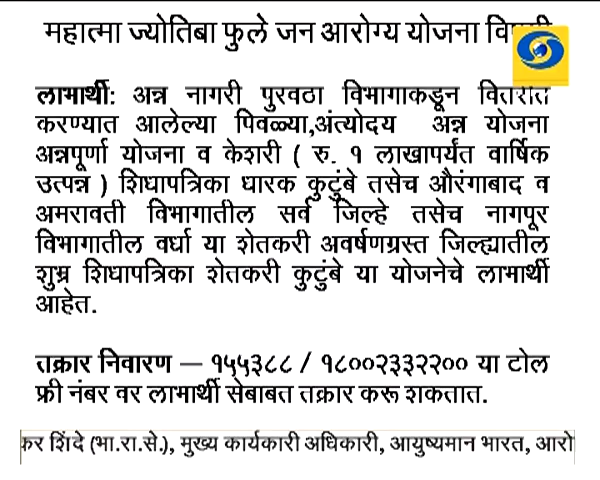 महात्मा ज्योतिबा फुले जन आरोग्य योजना
लाभार्थी: अन्न नागरी पुरवठा विभागाकडून वितरीत
करण्यात आलेल्या पिवळ्या,अंत्योदय अन्न योजना
अन्नपूर्णा योजना व केशरी ( रु. १ लाखापर्यंत वार्षिक
उत्पन्न ) शिधापत्रिका धारक कुटुंबे तसेच औरंगाबाद व
अमरावती विभागातील सर्व जिल्हे तसेच नागपूर
विभागातील वर्धा या शेतकरी अवर्षणग्रस्त जिल्ह्यातील
शुभ्र शिधापत्रिका शेतकरी कुटुंबे या योजनेचे लाभार्थी
आहेत.
तक्रार निवारण – १५५३८८ / १८००२३३२२०० या टोल
फ्री नंबर वर लाभार्थी सेबाबत तक्रार करू शकतात.
कर शिंदे (भा.रा.से.), मुख्य कार्यकारी अधिकारी, आयुष्यमान भारत, आरो